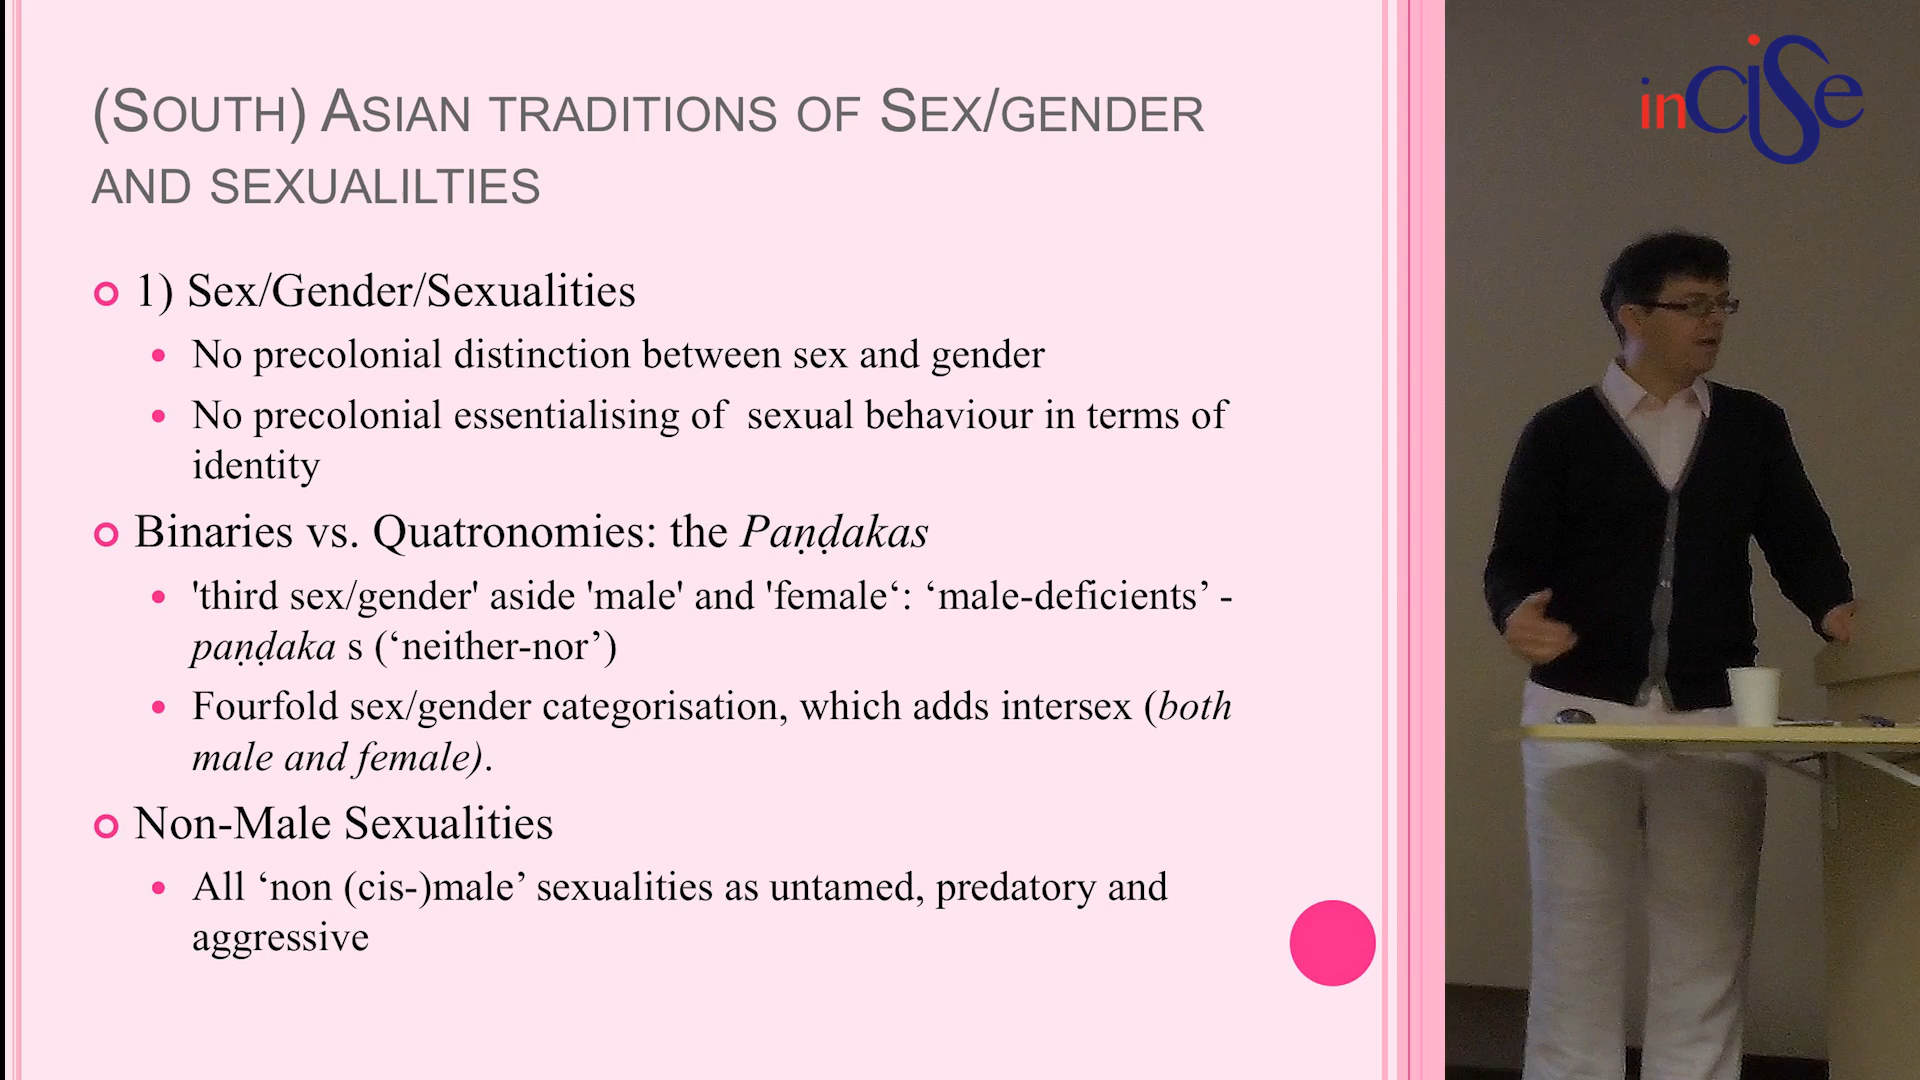 (South) Asian traditions of Sex/gender
and sexualilties
1) Sex/Gender/Sexualities
No precolonial distinction between sex and gender
No precolonial essentialising of  sexual behaviour in terms of
identity
Binaries vs. Quatronomies: the Paṇḍakas
'third sex/gender' aside 'male' and 'female‘: ‘male-deficients’ -
paṇḍaka s (‘neither-nor’)
Fourfold sex/gender categorisation, which adds intersex (both
male and female).
Non-Male Sexualities
All ‘non (cis-)male’ sexualities as untamed, predatory and
aggressive
inCISe